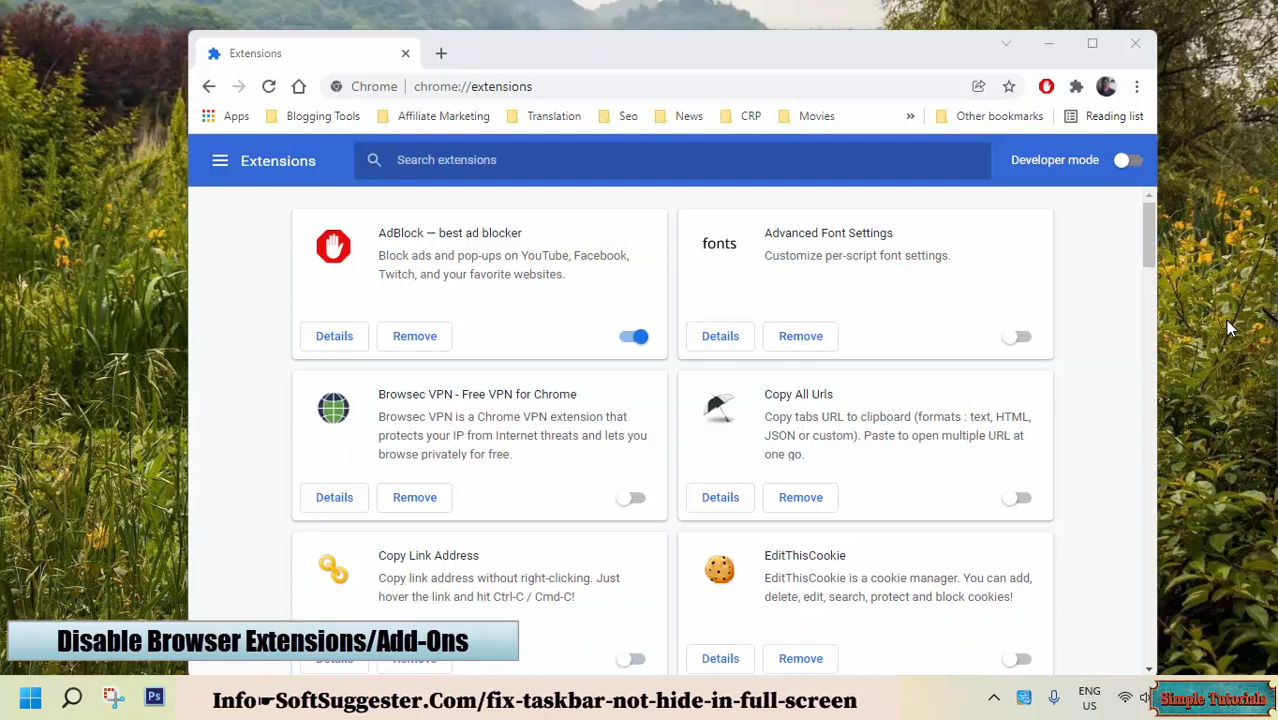 Extensions
Chrome | chrome://extensions
Apps Blogging Tools Affiliate Marketing Translation Seo News CRP Movies » Other bookmarks Reading list
Extensions Search extensions Developer mode
AdBlock — best ad blocker
Block ads and pop-ups on YouTube, Facebook,
Twitch, and your favorite websites.
Details Remove
fonts
Advanced Font Settings
Customize per-script font settings.
Details Remove
Browsec VPN - Free VPN for Chrome
Browsec VPN is a Chrome VPN extension that
protects your IP from Internet threats and lets you
browse privately for free.
Details Remove
Copy All Urls
Copy tabs URL to clipboard (formats : text, HTML,
JSON or custom). Paste to open multiple URL at
one go.
Details Remove
Copy Link Address
Copy link address without right-clicking. Just
hover the link and hit Ctrl-C / Cmd-C!
EditThisCookie
EditThisCookie is a cookie manager. You can add,
delete, edit, search, protect and block cookies!
Details Remove
Disable Browser Extensions/Add-Ons
Ps
Info☛SoftSuggester.Com/fix-taskbar-not-hide-in-full-screen
ENG
US
Simple Tutorials